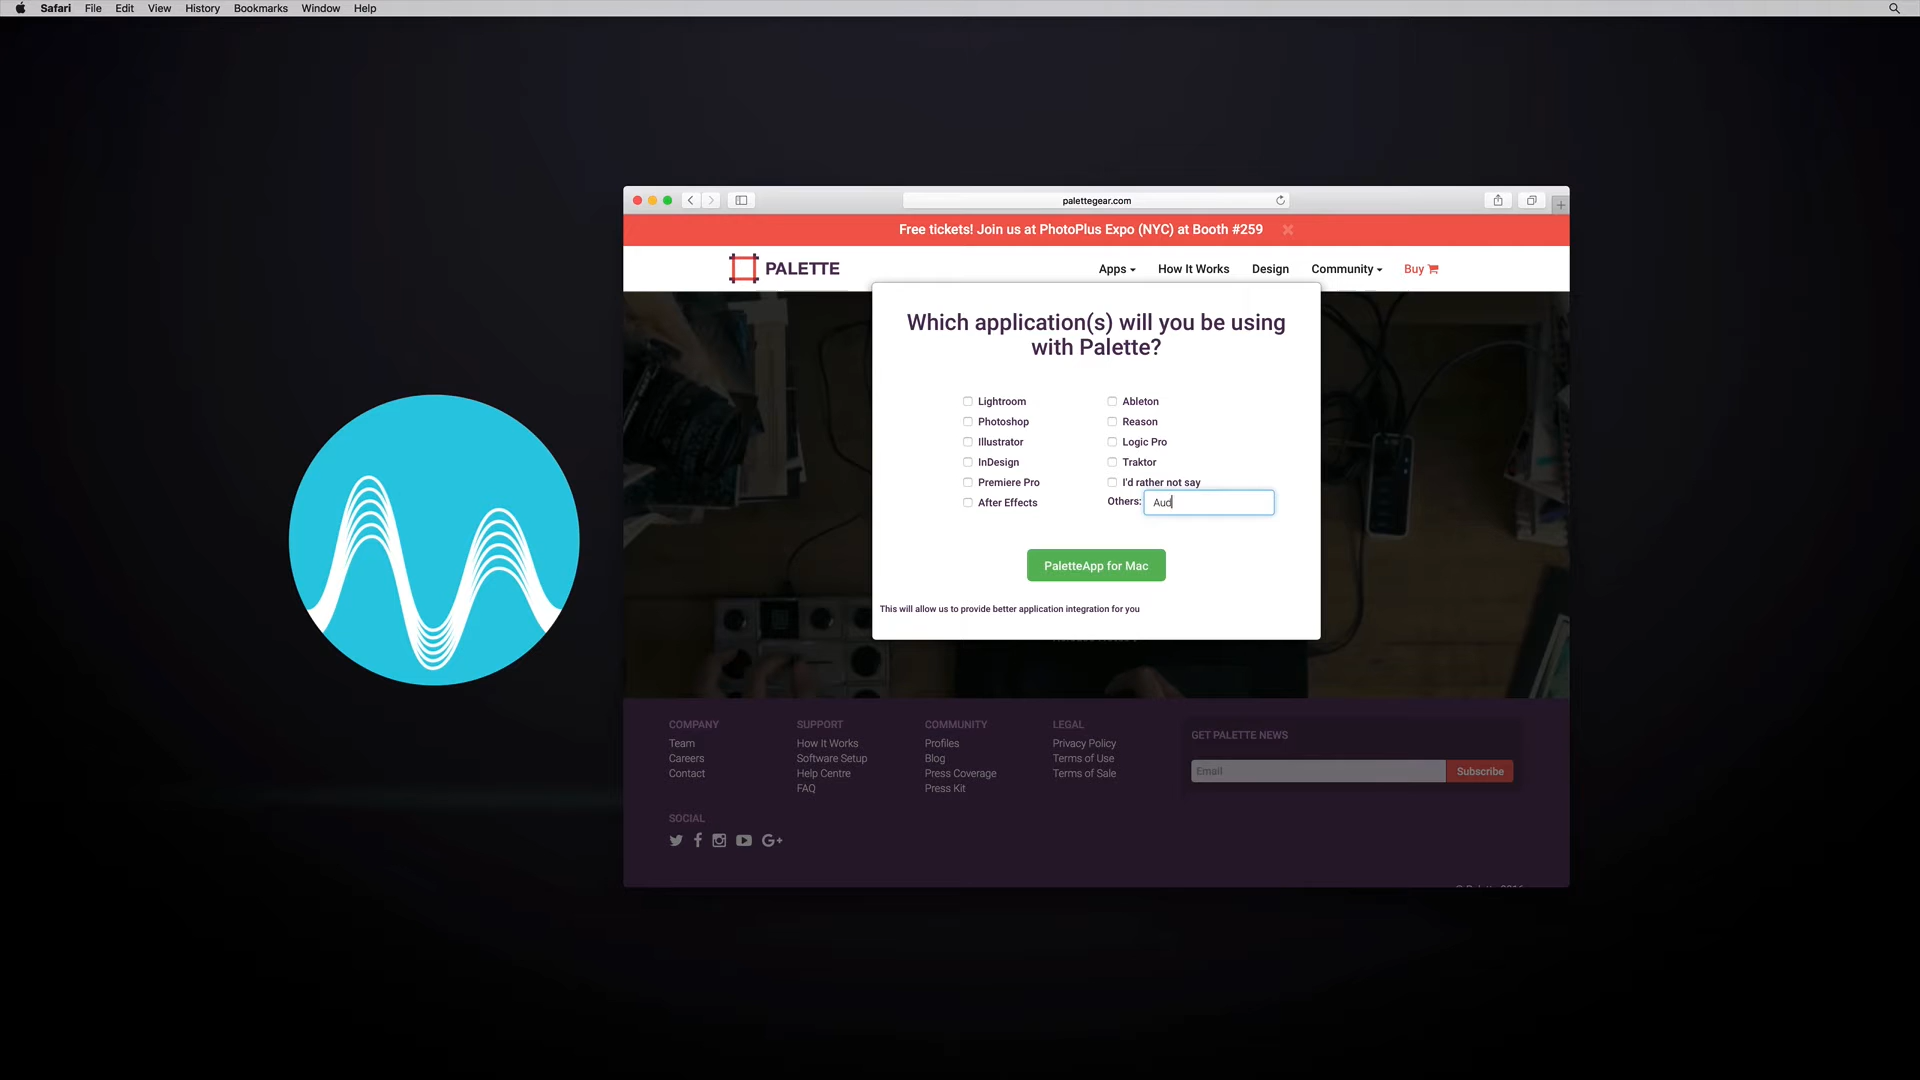 Safari File Edit View History Bookmarks Window Help
palettegear.com
Free tickets! Join us at PhotoPlus Expo (NYC) at Booth #259
PALETTE
Apps How It Works Design Community Buy
Which application(s) will you be using
with Palette?
Lightroom Ableton
Photoshop Reason
Illustrator Logic Pro
InDesign Traktor
Premiere Pro I'd rather not say
After Effects Others: Aud
PaletteApp for Mac
This will allow us to provide better application integration for you
COMPANY SUPPORT COMMUNITY LEGAL GET PALETTE NEWS
Team How It Works Profiles Privacy Policy
Careers Software Setup Blog Terms of Use
Contact Help Centre Press Coverage Terms of Sale
Email Subscribe
FAQ Press Kit
SOCIAL